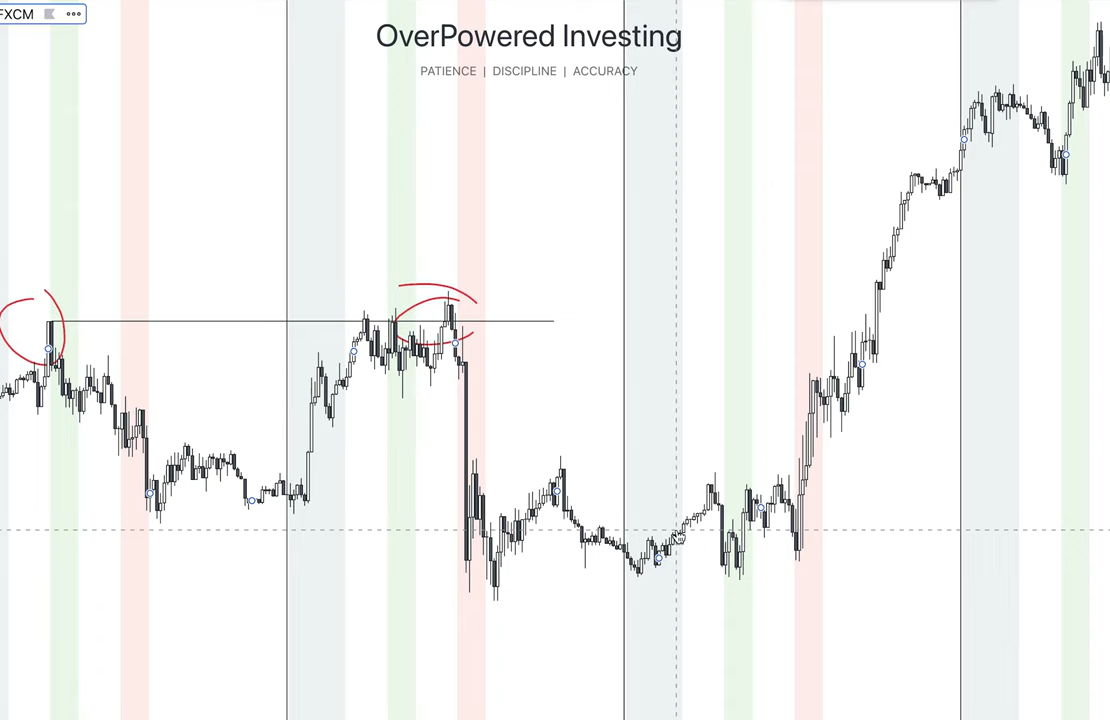 FXCM
OverPowered Investing
PATIENCE | DISCIPLINE | ACCURACY